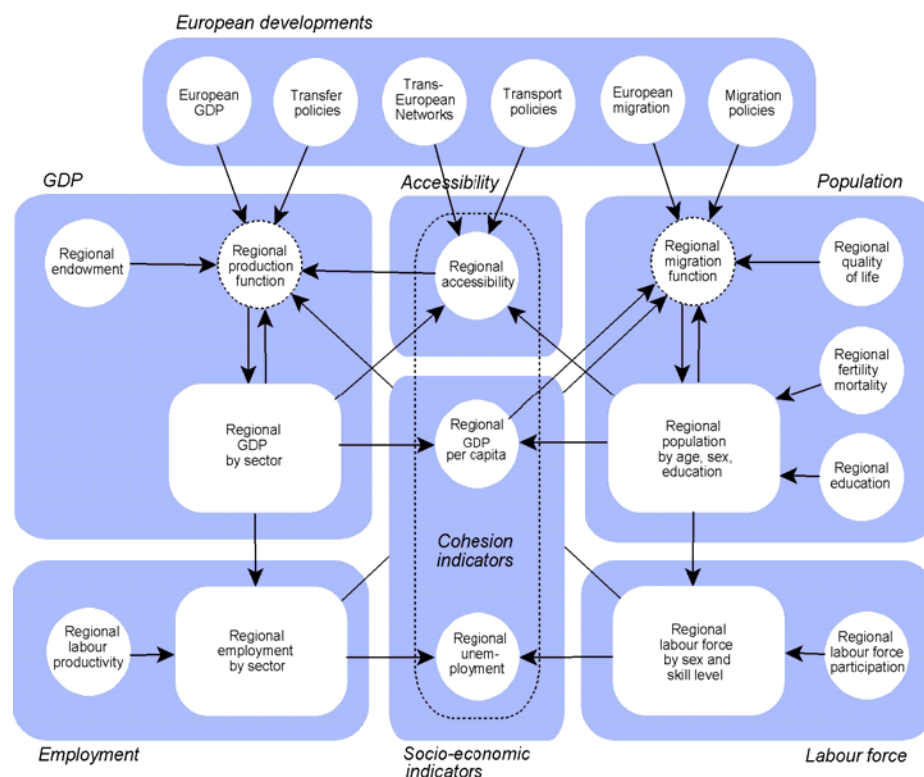 European developments
European
GDP
Transfer
policies
Trans-
European
Networks
Transport
policies
European
migration
Migration
policies
GDP
Accessibility
Population
Regional
endowment
Regional
production
function
Regional
accessibility
Regional
migration
function
Regional
quality
of life
Regional
fertility
mortality
Regional
GDP
by sector
Regional
GDP
per capita
Regional
population
by age, sex,
education
Regional
education
Cohesion
indicators
Regional
labour
productivity
Regional
employment
by sector
Regional
unem-
ployment
Regional
labour force
by sex and
skill level
Regional
labour force
participation
Employment
Socio-economic
indicators
Labour force